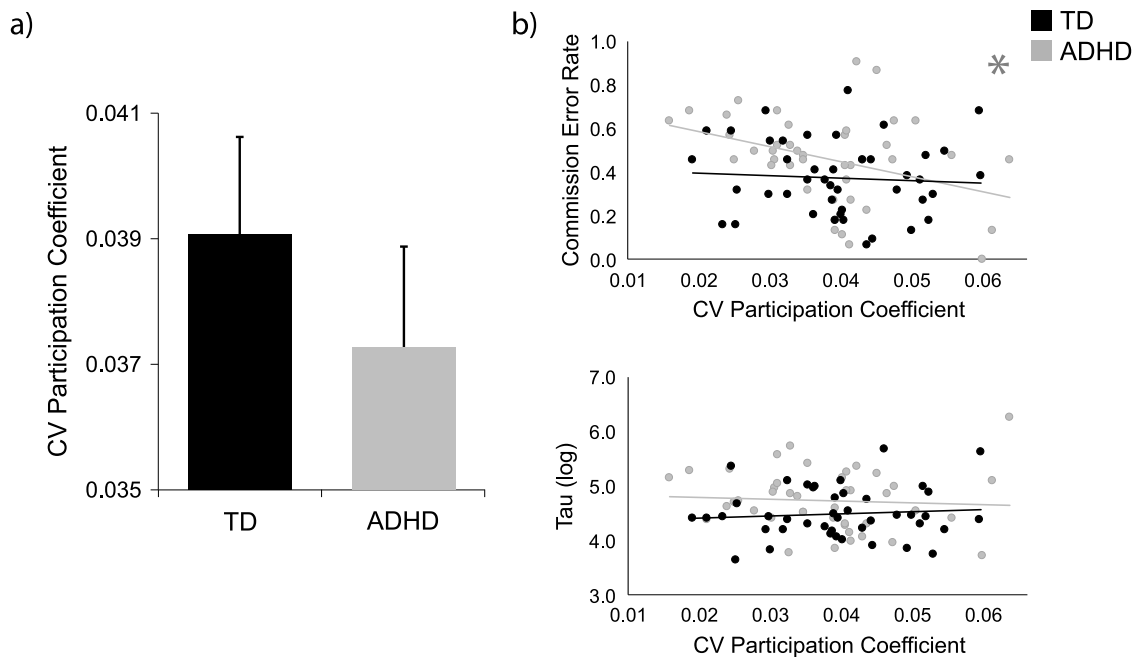 a)
CV Participation Coefficient
0.041
0.039
0.037
0.035
TD
ADHD
b)
TD
ADHD
*
Commission Error Rate
1.0
0.8
0.6
0.4
0.2
0.0
0.01 0.02 0.03 0.04 0.05 0.06
CV Participation Coefficient
Tau (log)
7.0
6.0
5.0
4.0
3.0
0.01 0.02 0.03 0.04 0.05 0.06
CV Participation Coefficient